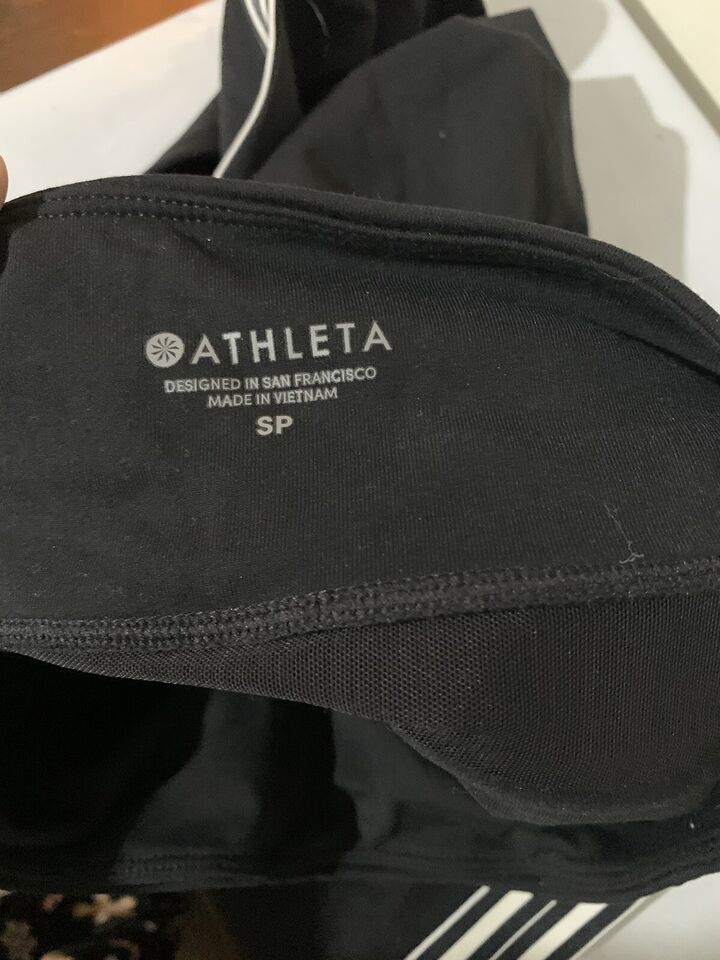 ATHLETA
DESIGNED IN SAN FRANCISCO
MADE IN VIETNAM
SP